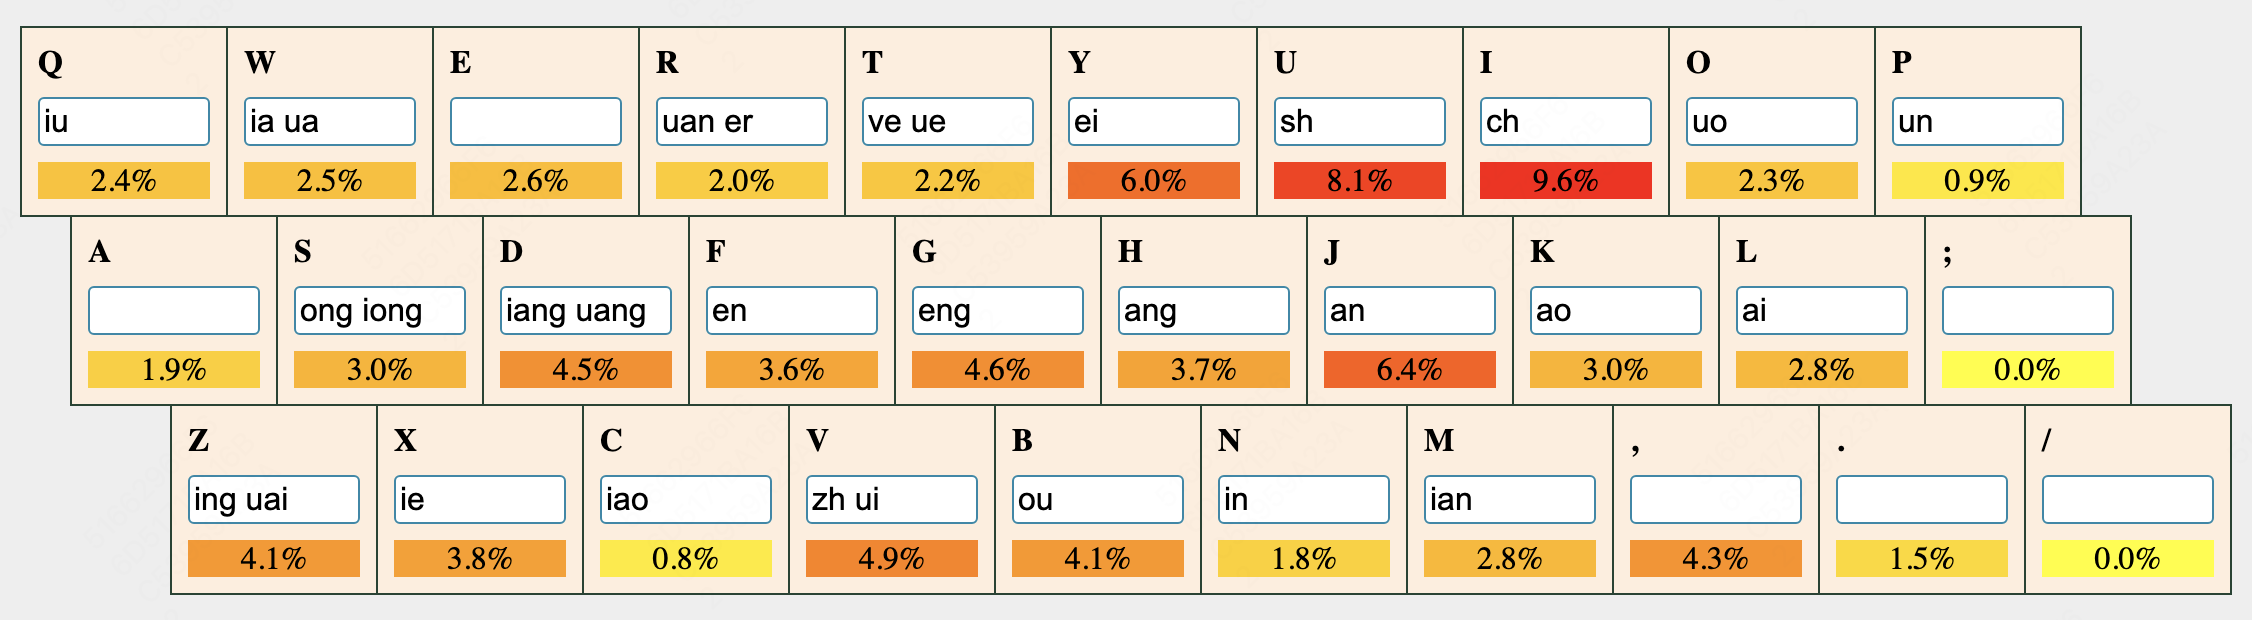 Q W E R T Y U I O P
iu ia ua uan er ve ue ei sh ch uo un
2.4% 2.5% 2.6% 2.0% 2.2% 6.0% 8.1% 9.6% 2.3% 0.9%
A S D F G H J K L ;
ong iong iang uang en eng ang an ao ai
1.9% 3.0% 4.5% 3.6% 4.6% 3.7% 6.4% 3.0% 2.8% 0.0%
Z X C V B N M , . /
ing uai ie iao zh ui ou in ian
4.1% 3.8% 0.8% 4.9% 4.1% 1.8% 2.8% 4.3% 1.5% 0.0%